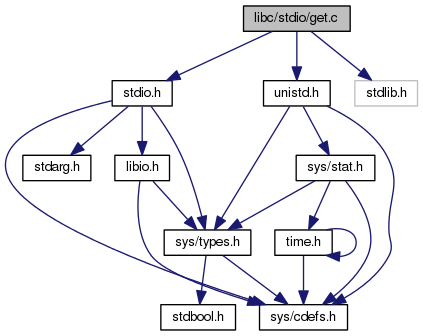 libc/stdio/get.c
stdio.h
unistd.h
stdlib.h
stdarg.h
libio.h
sys/stat.h
sys/types.h
time.h
stdbool.h
sys/cdefs.h